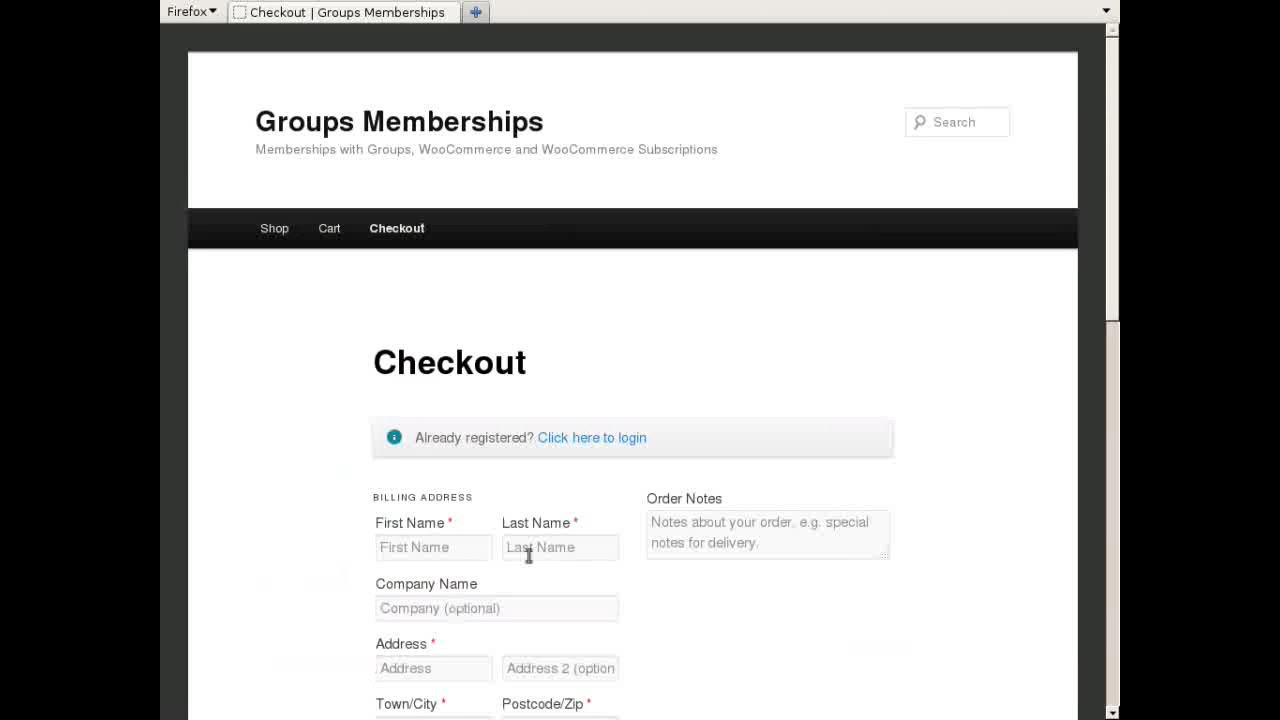 Firefox
Checkout | Groups Memberships
Groups Memberships
Memberships with Groups, WooCommerce and WooCommerce Subscriptions
Search
Shop Cart Checkout
Checkout
Already registered? Click here to login
BILLING ADDRESS
First Name * Last Name *
First Name Last Name
Company Name
Company (optional)
Address *
Address Address 2 (option
Town/City * Postcode/Zip *
Order Notes
Notes about your order, e.g. special
notes for delivery.